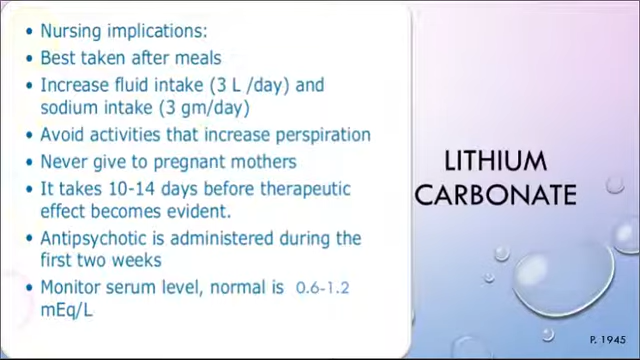 • Nursing implications:
• Best taken after meals
• Increase fluid intake (3 L /day) and
sodium intake (3 gm/day)
• Avoid activities that increase perspiration
• Never give to pregnant mothers
• It takes 10-14 days before therapeutic
effect becomes evident.
• Antipsychotic is administered during the
first two weeks
• Monitor serum level, normal is 0.6-1.2
mEq/L
LITHIUM
CARBONATE
P. 1945